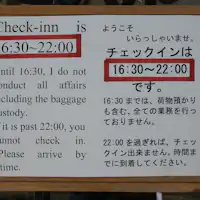 Check-inn is
16:30~22:00
until 16:30, I do not
conduct all affairs
including the baggage
custody.
it is past 22:00, you
cannot check in.
Please arrive by
time.
ようこそ
いらっしゃいませ。
チェックインは
16:30〜22:00
です。
16:30までは、荷物預かり
も含む、全ての業務を行っ
ておりません。
22:00を過ぎれば、チェッ
クイン出来ません。時間ま
でに到着してください。